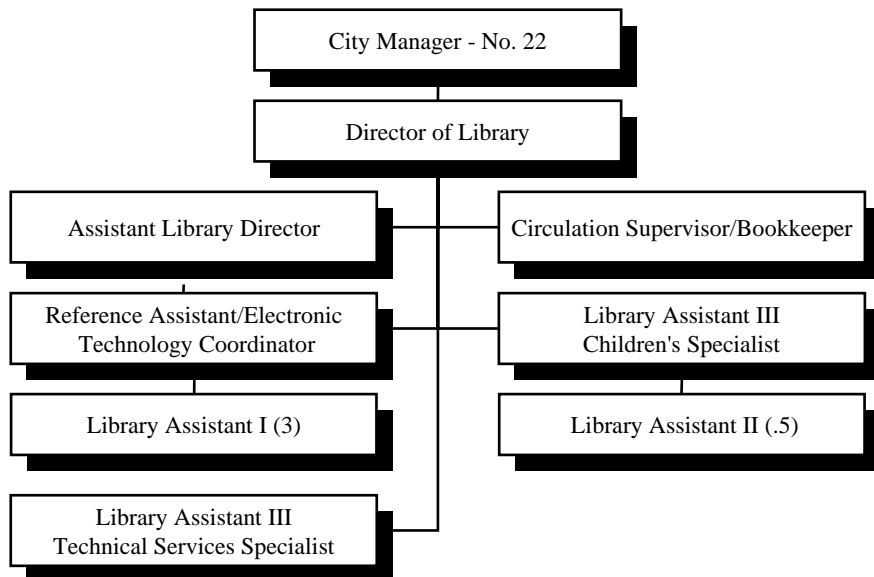 City Manager - No. 22
Director of Library
Assistant Library Director
Circulation Supervisor/Bookkeeper
Reference Assistant/Electronic
Technology Coordinator
Library Assistant III
Children's Specialist
Library Assistant I (3)
Library Assistant II (.5)
Library Assistant III
Technical Services Specialist